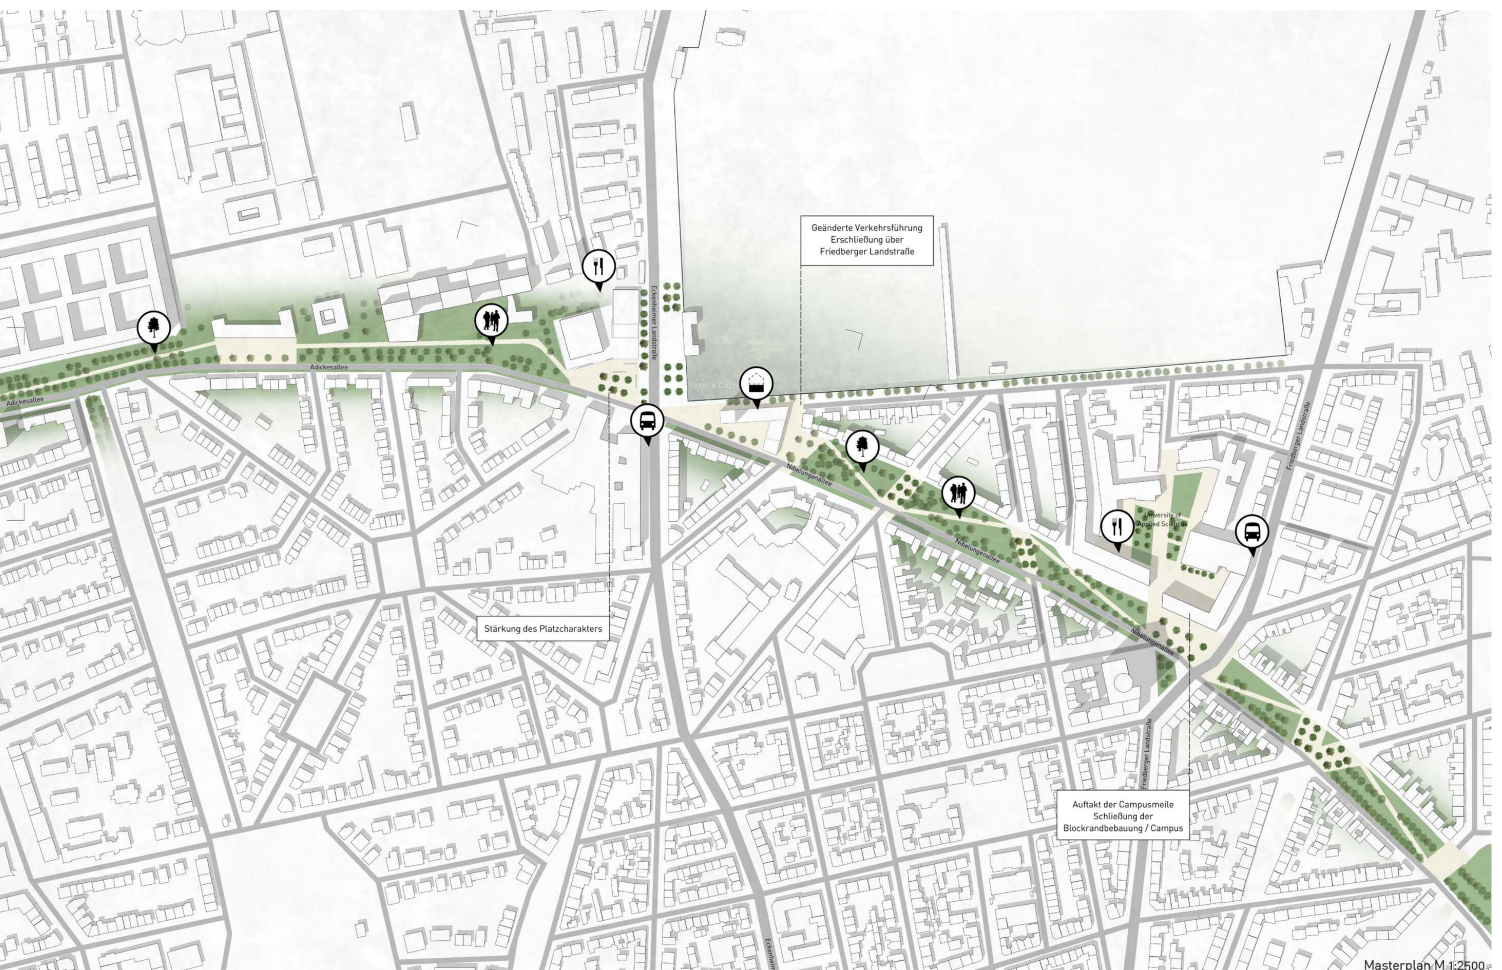 Geänderte Verkehrsführung
Erschließung über
Friedberger Landstraße
Eckenheimer Landstraße
Adickesallee
Adickesallee
Friedberger Landstraße
Nibelungenallee
University of
Applied Sciences
Nibelungenallee
Stärkung des Platzcharakters
Nibelungenallee
Friedberger Landstraße
Auftakt der Campusmeile
Schließung der
Blockrandbebauung / Campus
Masterplan M 1:2500